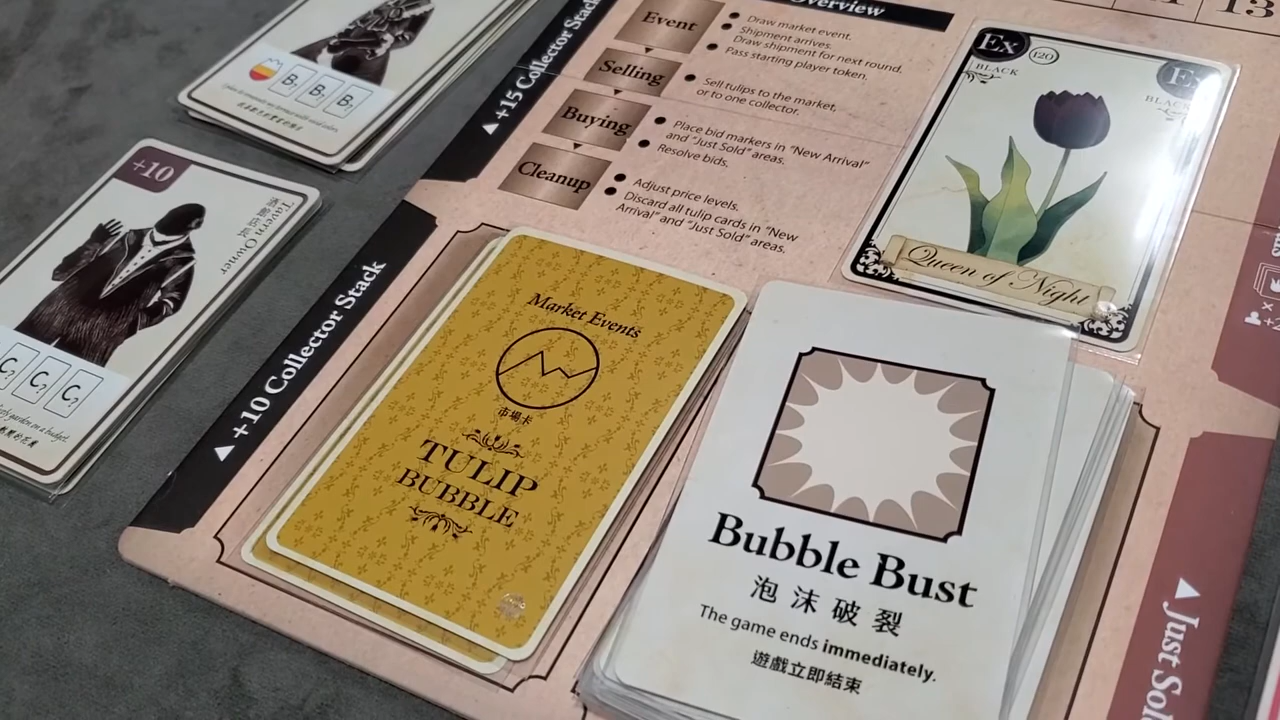 Overview
13
Event
Draw market event.
Shipment arrives.
Draw shipment for next round.
Pass starting player token.
Selling
Sell tulips to the market,
or to one collector.
Buying
Place bid markers in "New Arrival"
and "Just Sold" areas.
Resolve bids.
Cleanup
Adjust price levels.
Discard all tulip cards in "New
Arrival" and "Just Sold" areas.
▲ +15 Collector Stack
▲ +10 Collector Stack
B
B
B
+10
Tavern Owner
C
C
C
garden on a budget.
Ex
120
BLACK
Ex
BLACK
Queen of Night
Market Events
市場卡
TULIP
BUBBLE
Bubble Bust
泡沫破裂
The game ends immediately.
遊戲立即結束
▲ Just Sol